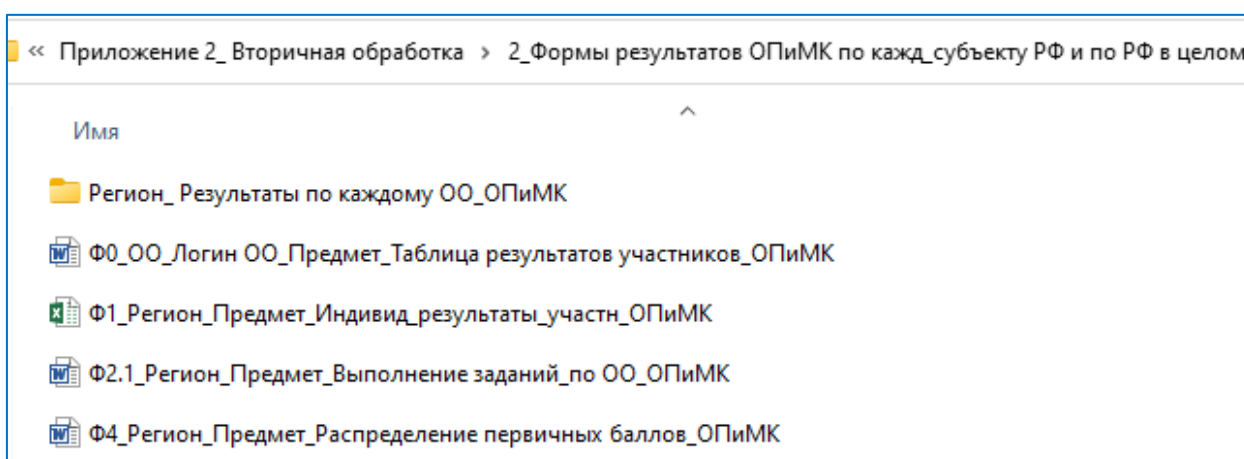 « Приложение 2_ Вторичная обработка › 2_Формы результатов ОПиМК по кажд_субъекту РФ и по РФ в целом
Имя
Регион_ Результаты по каждому ОО_ОПиМК
Ф0_ОО_Логин ОО_Предмет_Таблица результатов участников_ОПиМК
Ф1_Регион_Предмет_Индивид_результаты_участн_ОПиМК
Ф2.1_Регион_Предмет_Выполнение заданий_по ОО_ОПиМК
Ф4_Регион_Предмет_Распределение первичных баллов_ОПиМК